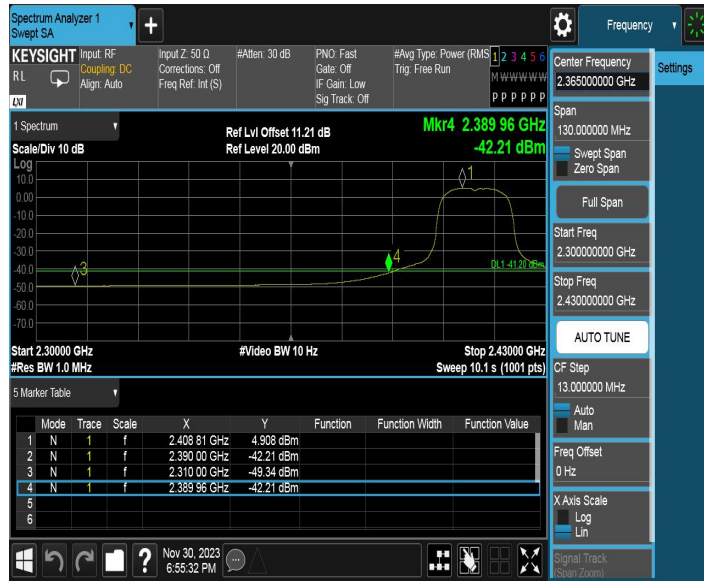 Spectrum Analyzer 1
Swept SA
Frequency
KEYSIGHT
RL
LXI
Input: RF
Coupling: DC
Align: Auto
Input Z: 50 Ω
Corrections: Off
Freq Ref: Int (S)
#Atten: 30 dB
PNO: Fast
Gate: Off
IF Gain: Low
Sig Track: Off
#Avg Type: Power (RMS
Trig: Free Run
1 2 3 4 5 6
M W W W W W
P P P P P P
1 Spectrum
Scale/Div 10 dB
Ref Lvl Offset 11.21 dB
Ref Level 20.00 dBm
Mkr4 2.389 96 GHz
-42.21 dBm
Log
10.0
0.00
-10.0
-20.0
-30.0
-40.0
-50.0
-60.0
-70.0
1
3
4
DL1 -41.20 dBm
Start 2.30000 GHz
#Res BW 1.0 MHz
#Video BW 10 Hz
Stop 2.43000 GHz
Sweep 10.1 s (1001 pts)
5 Marker Table
Mode Trace Scale X Y Function Function Width Function Value
1 N 1 f 2.408 81 GHz 4.908 dBm
2 N 1 f 2.390 00 GHz -42.21 dBm
3 N 1 f 2.310 00 GHz -49.34 dBm
4 N 1 f 2.389 96 GHz -42.21 dBm
5
6
?
Nov 30, 2023
6:55:32 PM
Center Frequency
2.365000000 GHz
Span
130.000000 MHz
Swept Span
Zero Span
Full Span
Start Freq
2.300000000 GHz
Stop Freq
2.430000000 GHz
AUTO TUNE
CF Step
13.000000 MHz
Auto
Man
Freq Offset
0 Hz
X Axis Scale
Log
Lin
Signal Track
(Span Zoom)
Settings